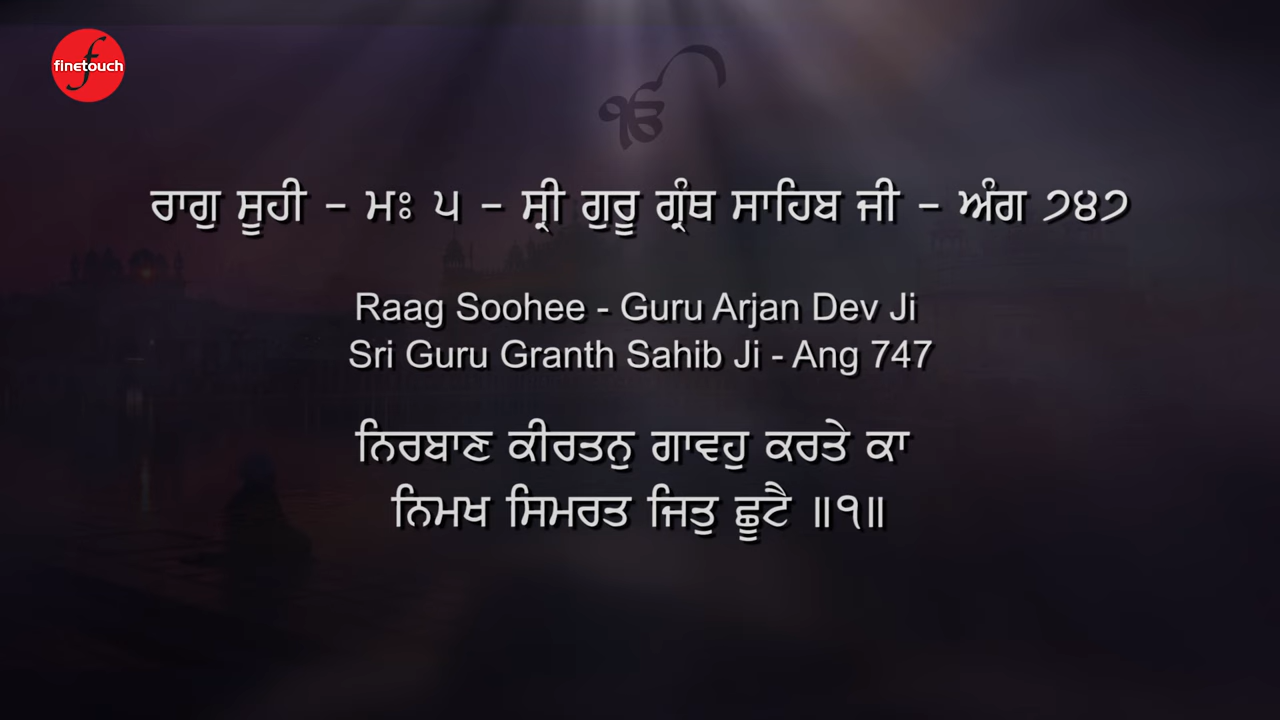 finetouch
ੴ
ਰਾਗੁ ਸੂਹੀ – ਮਃ ੫ – ਸ੍ਰੀ ਗੁਰੂ ਗ੍ਰੰਥ ਸਾਹਿਬ ਜੀ – ਅੰਗ ੭੪੭
Raag Soohee - Guru Arjan Dev Ji
Sri Guru Granth Sahib Ji - Ang 747
ਨਿਰਬਾਣ ਕੀਰਤਨੁ ਗਾਵਹੁ ਕਰਤੇ ਕਾ
ਨਿਮਖ ਸਿਮਰਤ ਜਿਤੁ ਛੂਟੈ ॥੧॥